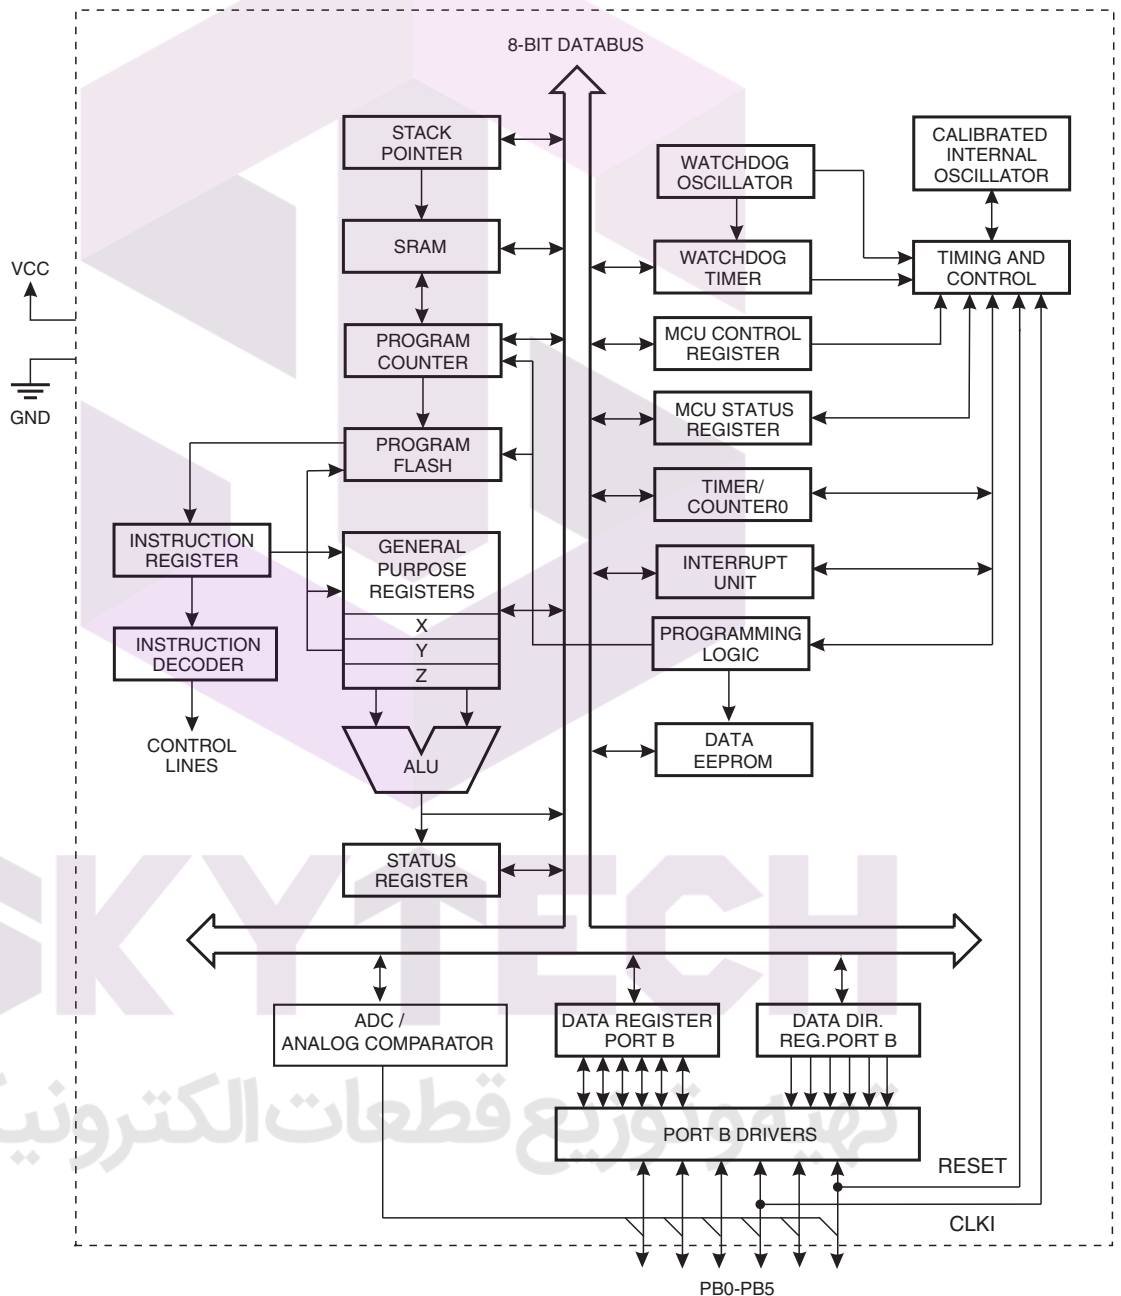 8-BIT DATABUS
STACK
POINTER
WATCHDOG
OSCILLATOR
CALIBRATED
INTERNAL
OSCILLATOR
SRAM
WATCHDOG
TIMER
TIMING AND
CONTROL
VCC
PROGRAM
COUNTER
MCU CONTROL
REGISTER
GND
MCU STATUS
REGISTER
PROGRAM
FLASH
TIMER/
COUNTER0
INSTRUCTION
REGISTER
GENERAL
PURPOSE
REGISTERS
X
Y
Z
INTERRUPT
UNIT
INSTRUCTION
DECODER
PROGRAMMING
LOGIC
CONTROL
LINES
ALU
DATA
EEPROM
STATUS
REGISTER
SKYTECH
ADC /
ANALOG COMPARATOR
DATA REGISTER
PORT B
DATA DIR.
REG.PORT B
تهیه و توزیع قطعات
PORT B DRIVERS
RESET
CLKI
PB0-PB5